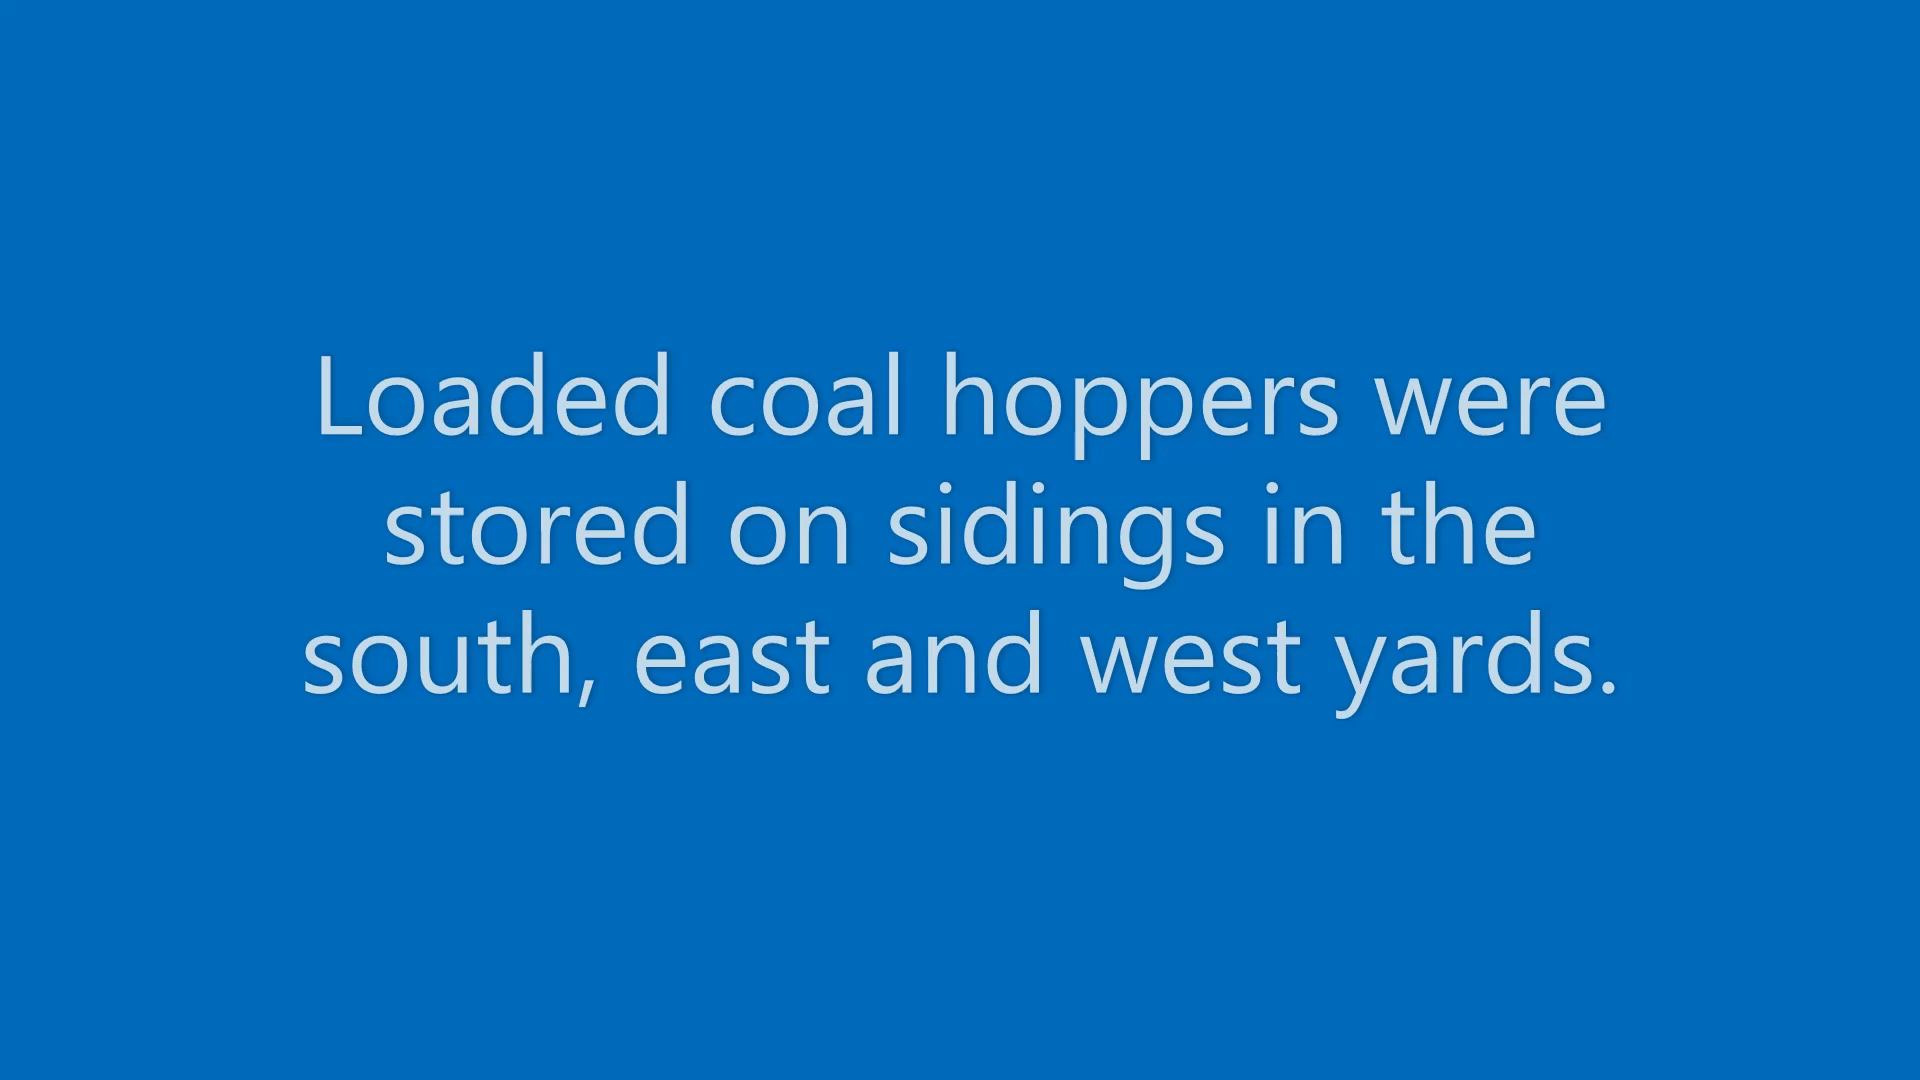 Loaded coal hoppers were
stored on sidings in the
south, east and west yards.